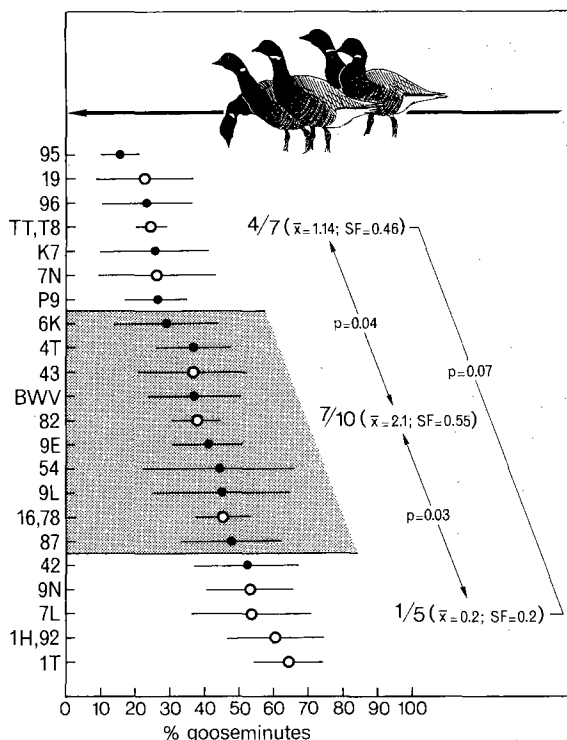 95
19
96
TT,T8
K7
7N
P9
6K
4T
43
BWV
82
9E
54
9L
16,78
87
42
9N
7L
1H,92
1T
4/7 (x̄=1.14; SF=0.46)
p=0.04
p=0.07
7/10 (x̄=2.1; SF=0.55)
p=0.03
1/5 (x̄=0.2; SF=0.2)
0 10 20 30 40 50 60 70 80 90 100
% gooseminutes